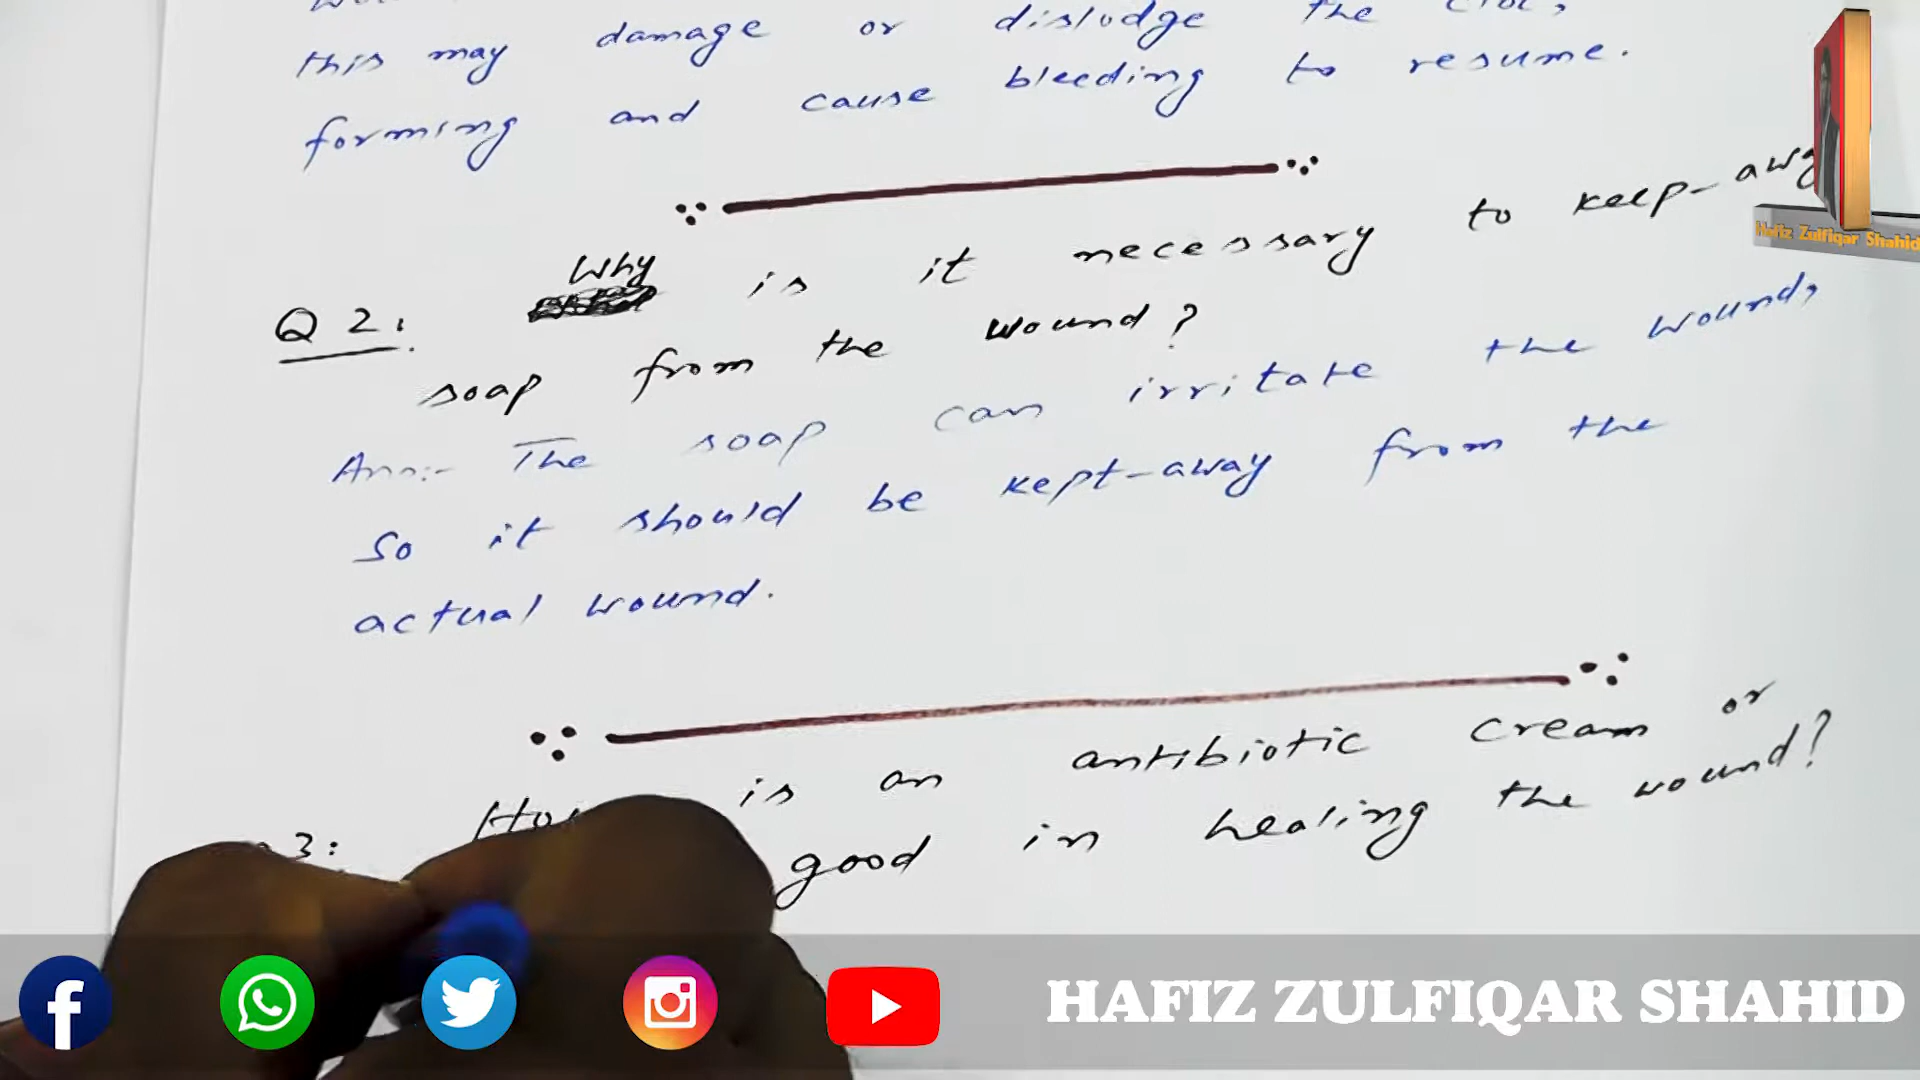 this may damage or disludge the
forming and cause bleeding to resume.
Q 2: Why is it necessary to keep-
soap from the wound?
Ans:- The soap can irritate the wound,
So it should be kept-away from the
actual wound.
3: is an antibiotic cream or
good in healing the wound?
Hafiz Zulfiqar Shahid
HAFIZ ZULFIQAR SHAHID